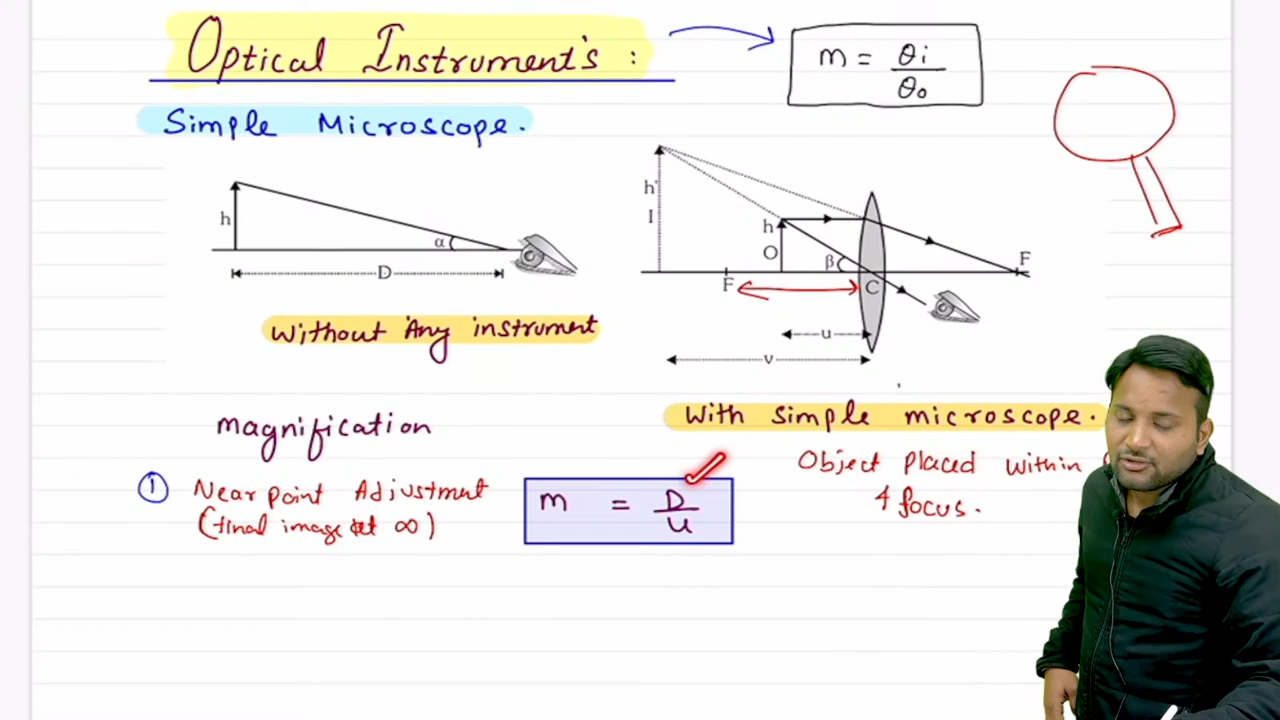 Optical Instrument's :
m = θi / θo
Simple Microscope.
h
α
D
h'
I
h
O
β
F
C
F
u
v
Without Any instrument
With simple microscope.
magnification
Object placed within
& focus.
① Near point Adjustment
(final image at ∞)
m = D / u